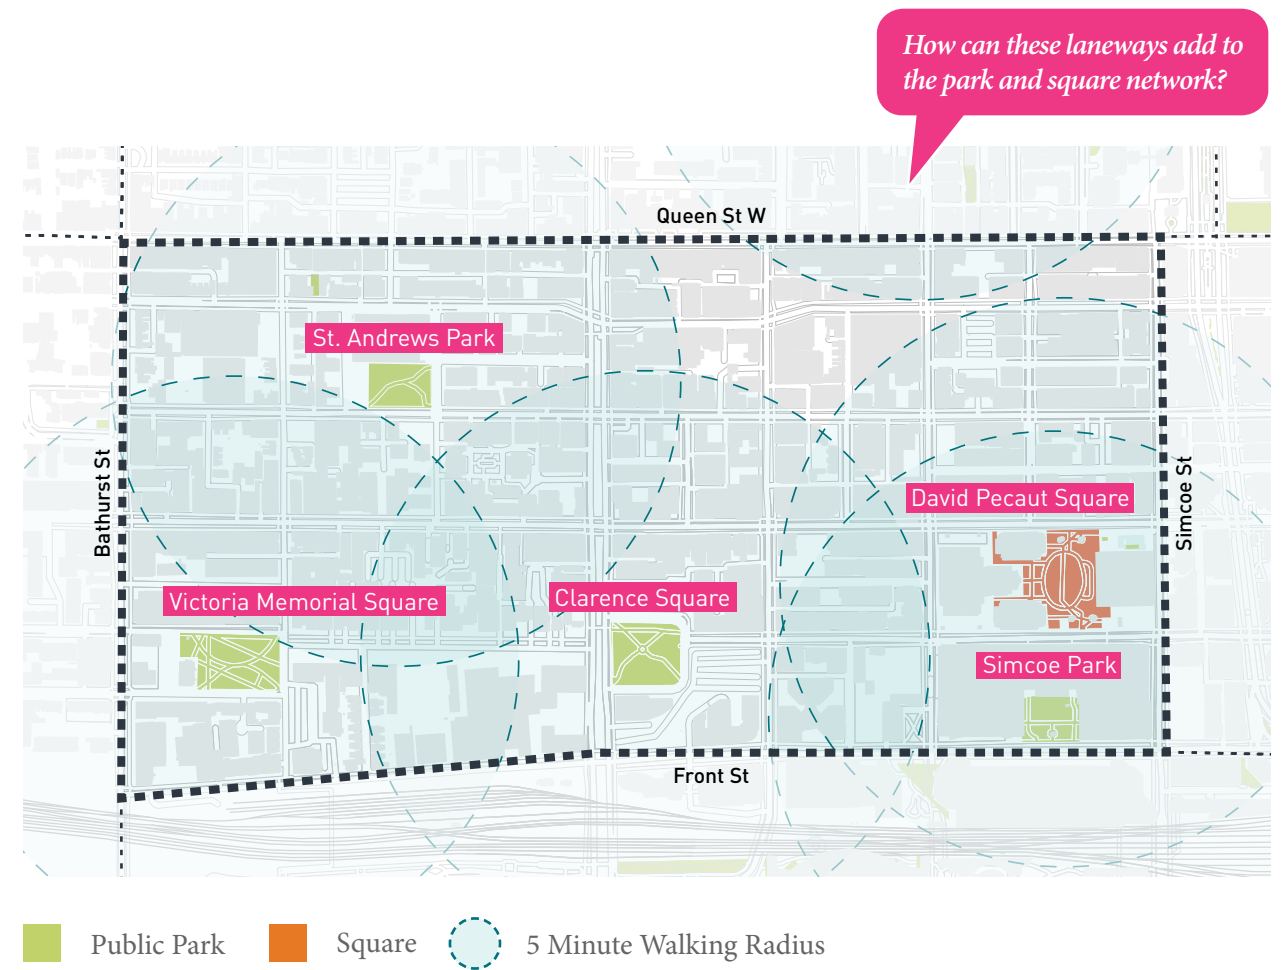 How can these laneways add to
the park and square network?
Queen St W
St. Andrews Park
Bathurst St
Simcoe St
David Pecaut Square
Victoria Memorial Square
Clarence Square
Simcoe Park
Front St
Public Park
Square
5 Minute Walking Radius